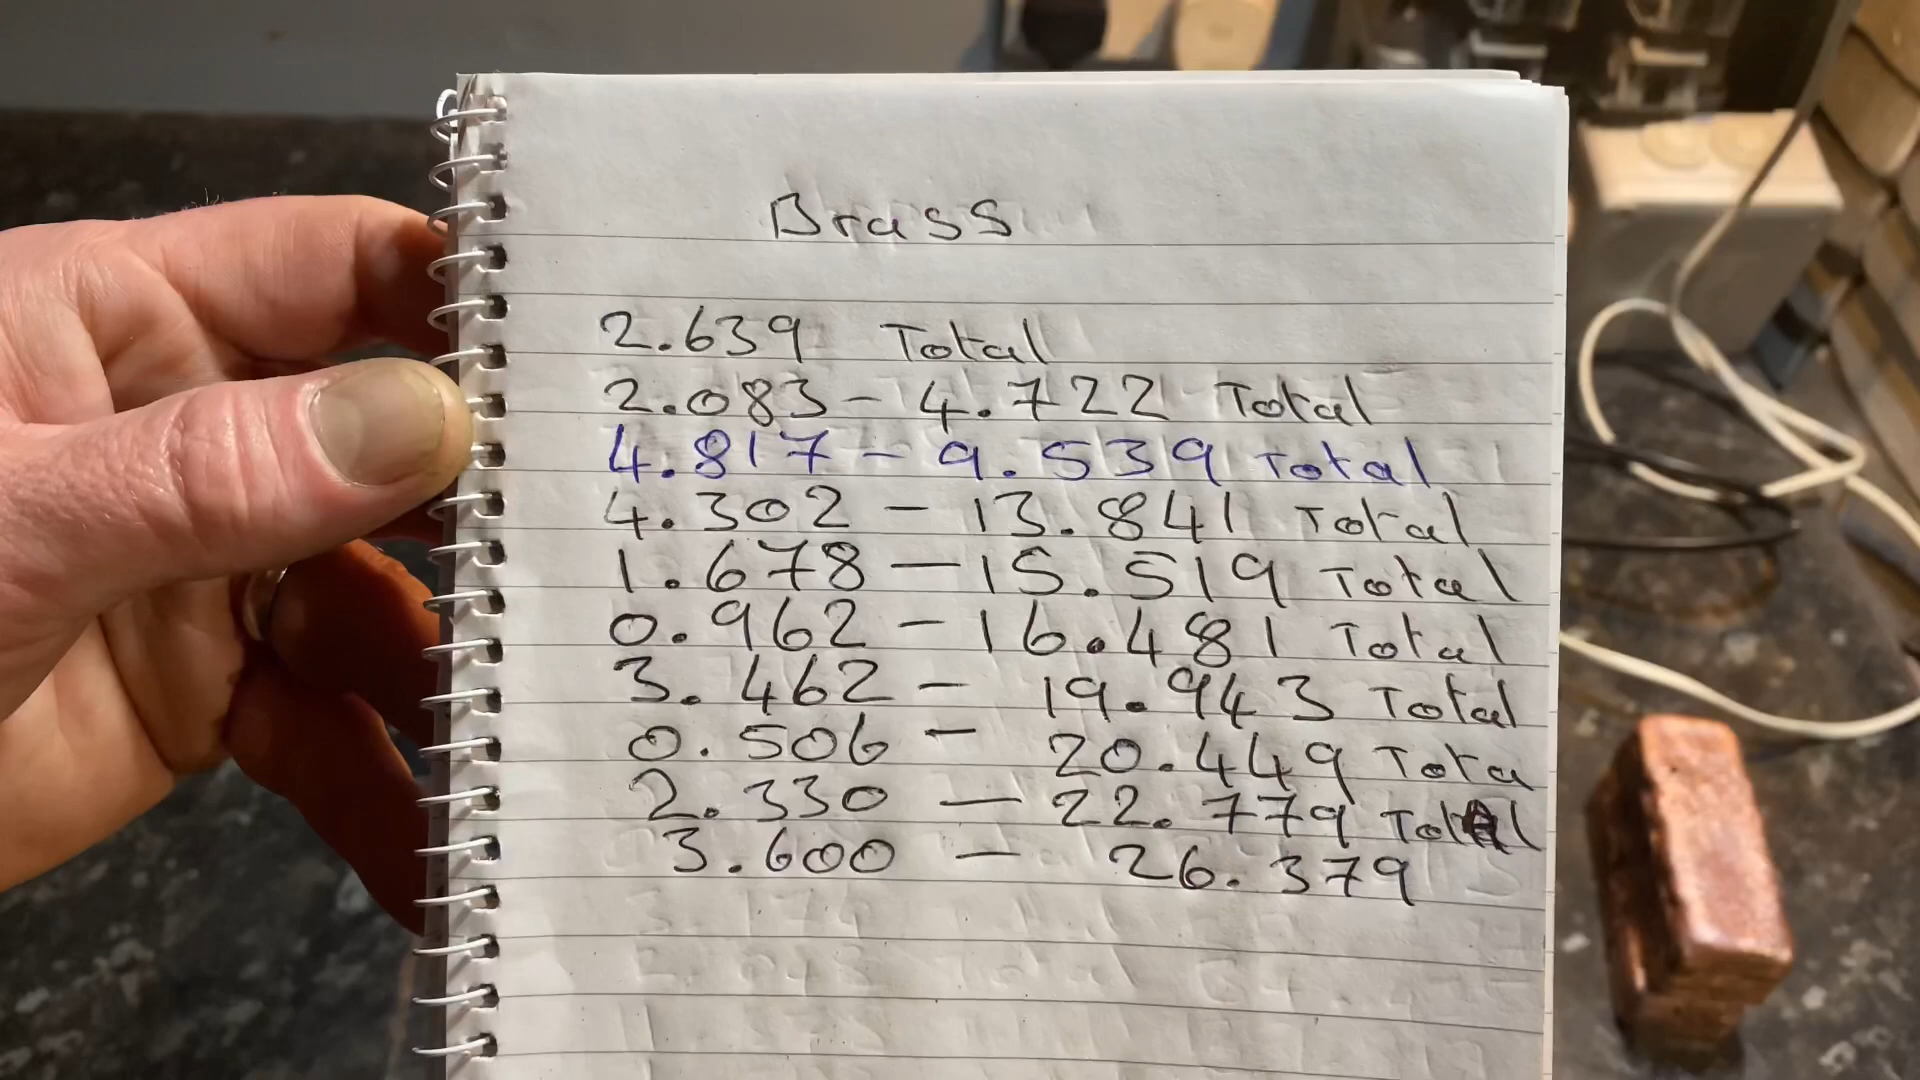 Brass
2.639 Total
2.083 - 4.722 Total
4.817 - 9.539 Total
4.302 - 13.841 Total
1.678 - 15.519 Total
0.962 - 16.481 Total
3.462 - 19.943 Total
0.506 - 20.449 Tota
2.330 - 22.779 Total
3.600 - 26.379